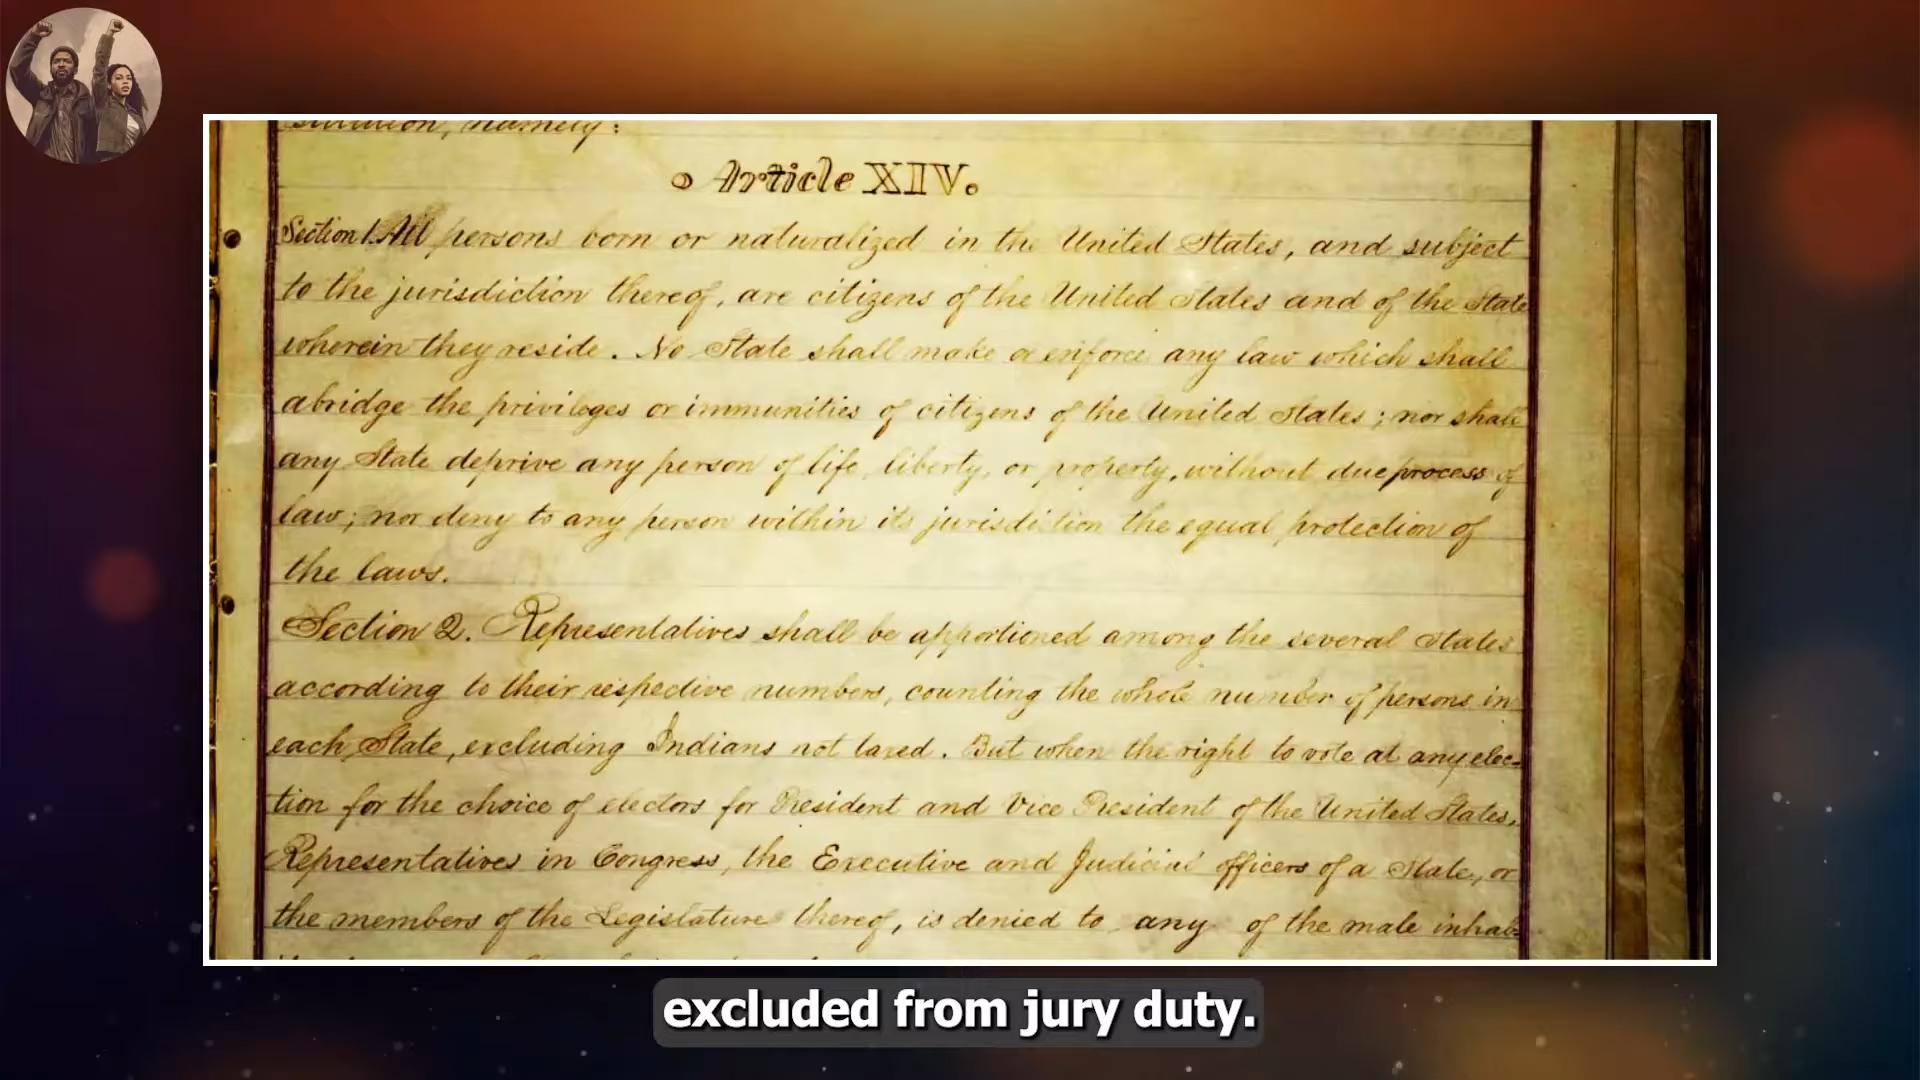 stitution, namely:
Article XIV.
Section 1. All persons born or naturalized in the United States, and subject
to the jurisdiction thereof, are citizens of the United States and of the State
wherein they reside. No State shall make or enforce any law which shall
abridge the privileges or immunities of citizens of the United States; nor shall
any State deprive any person of life, liberty, or property, without due process of
law; nor deny to any person within its jurisdiction the equal protection of
the laws.
Section 2. Representatives shall be apportioned among the several States
according to their respective numbers, counting the whole number of persons in
each State, excluding Indians not taxed. But when the right to vote at any elec-
tion for the choice of electors for President and Vice President of the United States,
Representatives in Congress, the Executive and Judicial officers of a State, or
the members of the Legislature thereof, is denied to any of the male inhab-
excluded from jury duty.